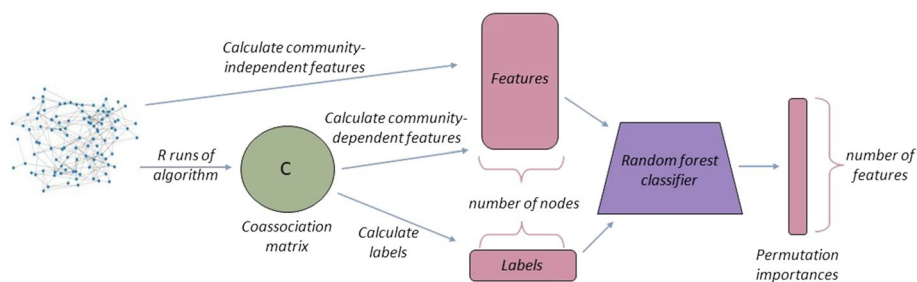 Calculate community-
independent features
R runs of
algorithm
C
Coassociation
matrix
Calculate community-
dependent features
Calculate
labels
Features
number of nodes
Labels
Random forest
classifier
Permutation
importances
number of
features